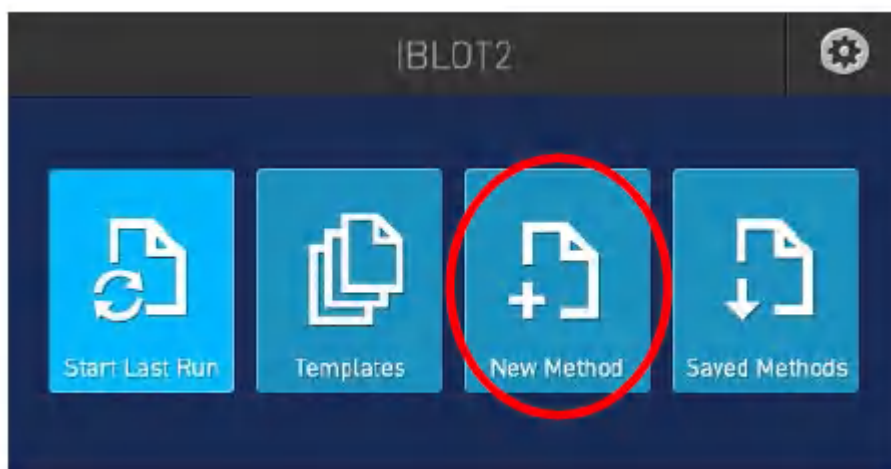 IBLOT2
Start Last Run
Templates
New Method
Saved Methods